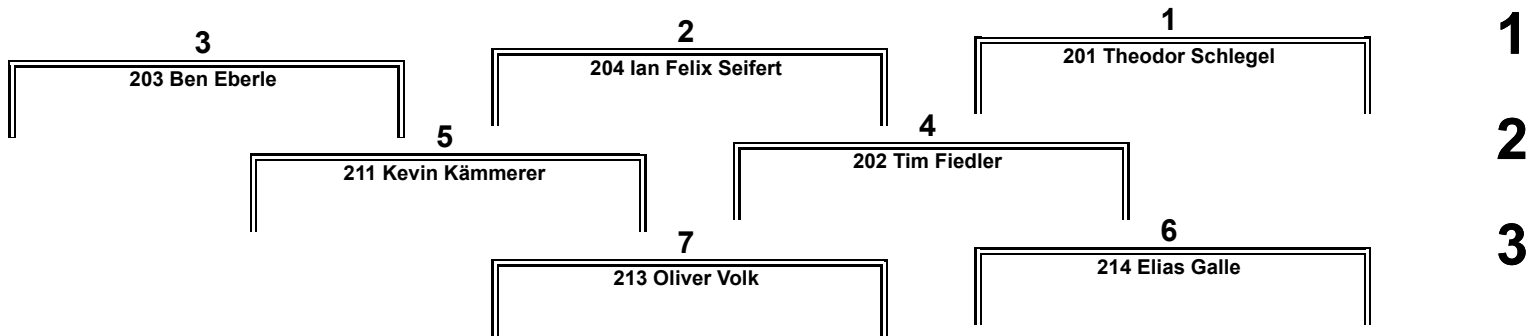 3
203 Ben Eberle
2
204 Ian Felix Seifert
1
201 Theodor Schlegel
1
5
211 Kevin Kämmerer
4
202 Tim Fiedler
2
7
213 Oliver Volk
6
214 Elias Galle
3